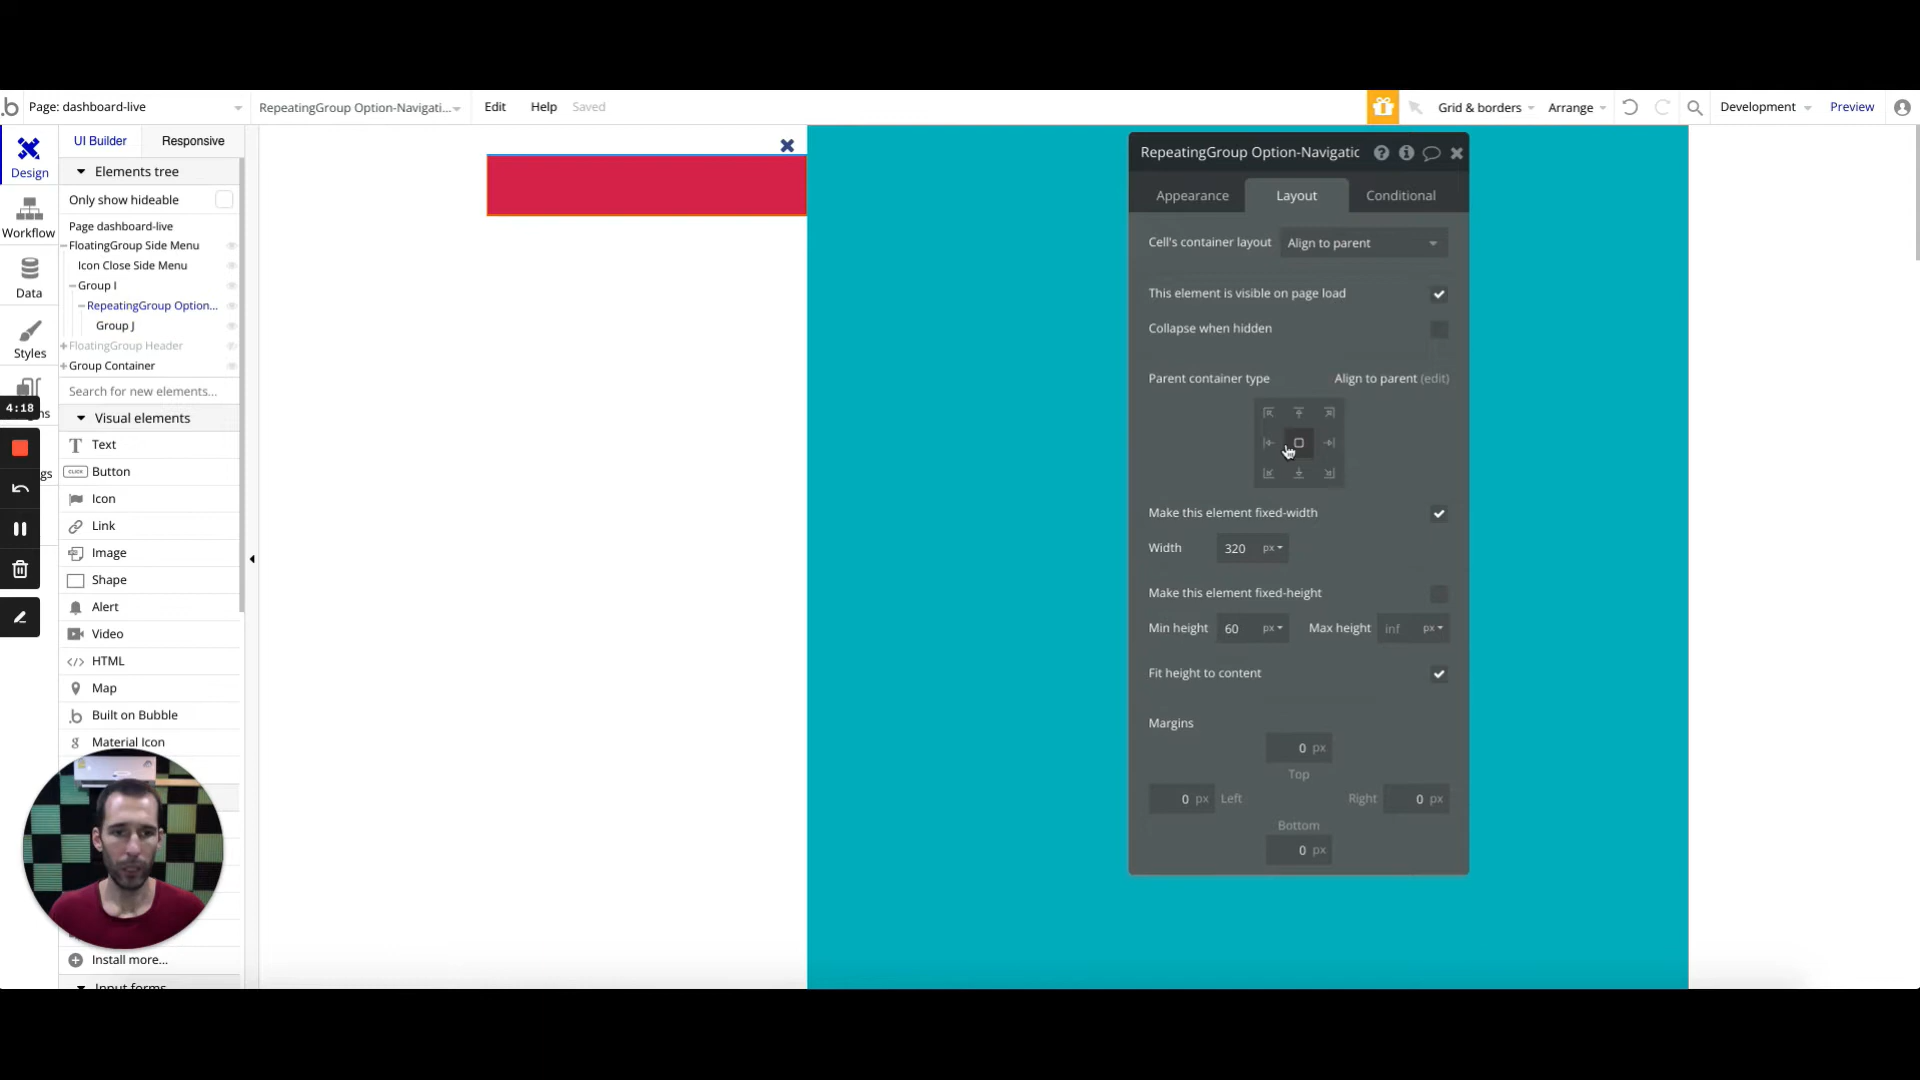 Page: dashboard-live
RepeatingGroup Option-Navigati...
Edit
Help
Saved
Grid & borders
Arrange
Development
Preview
UI Builder
Responsive
Design
Workflow
Data
Styles
ns
gs
4:18
Elements tree
Only show hideable
Page dashboard-live
FloatingGroup Side Menu
Icon Close Side Menu
Group I
RepeatingGroup Option...
Group J
FloatingGroup Header
Group Container
Search for new elements...
Visual elements
Text
CLICK Button
Icon
Link
Image
Shape
Alert
Video
</> HTML
Map
Built on Bubble
Material Icon
Install more...
Input forms
RepeatingGroup Option-Navigatic
Appearance
Layout
Conditional
Cell's container layout Align to parent
This element is visible on page load
Collapse when hidden
Parent container type Align to parent (edit)
Make this element fixed-width
Width 320 px
Make this element fixed-height
Min height 60 px Max height inf px
Fit height to content
Margins
0 px
Top
0 px Left Right 0 px
Bottom
0 px